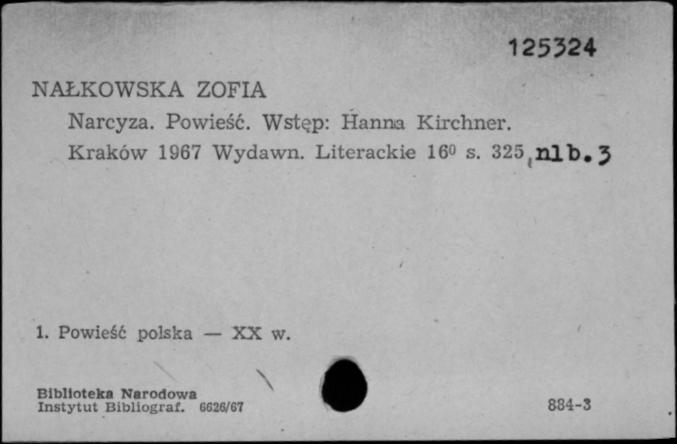 125324
NAŁKOWSKA ZOFIA
Narcyza. Powieść. Wstęp: Hanna Kirchner.
Kraków 1967 Wydawn. Literackie 16⁰ s. 325, nlb. 3
1. Powieść polska — XX w.
Biblioteka Narodowa
Instytut Bibliograf. 6626/67
884-3